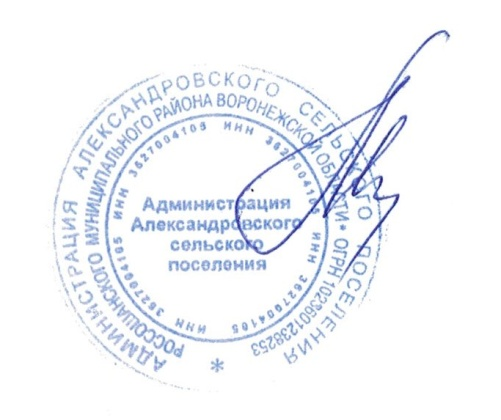 АДМИНИСТРАЦИЯ АЛЕКСАНДРОВСКОГО СЕЛЬСКОГО ПОСЕЛЕНИЯ *
РОССОШАНСКОГО МУНИЦИПАЛЬНОГО РАЙОНА ВОРОНЕЖСКОЙ ОБЛАСТИ * ОГРН 1023601238253
ИНН 3627004105 ИНН 3627004105 ИНН 3627004105 ИНН 3627004105
Администрация
Александровского
сельского
поселения